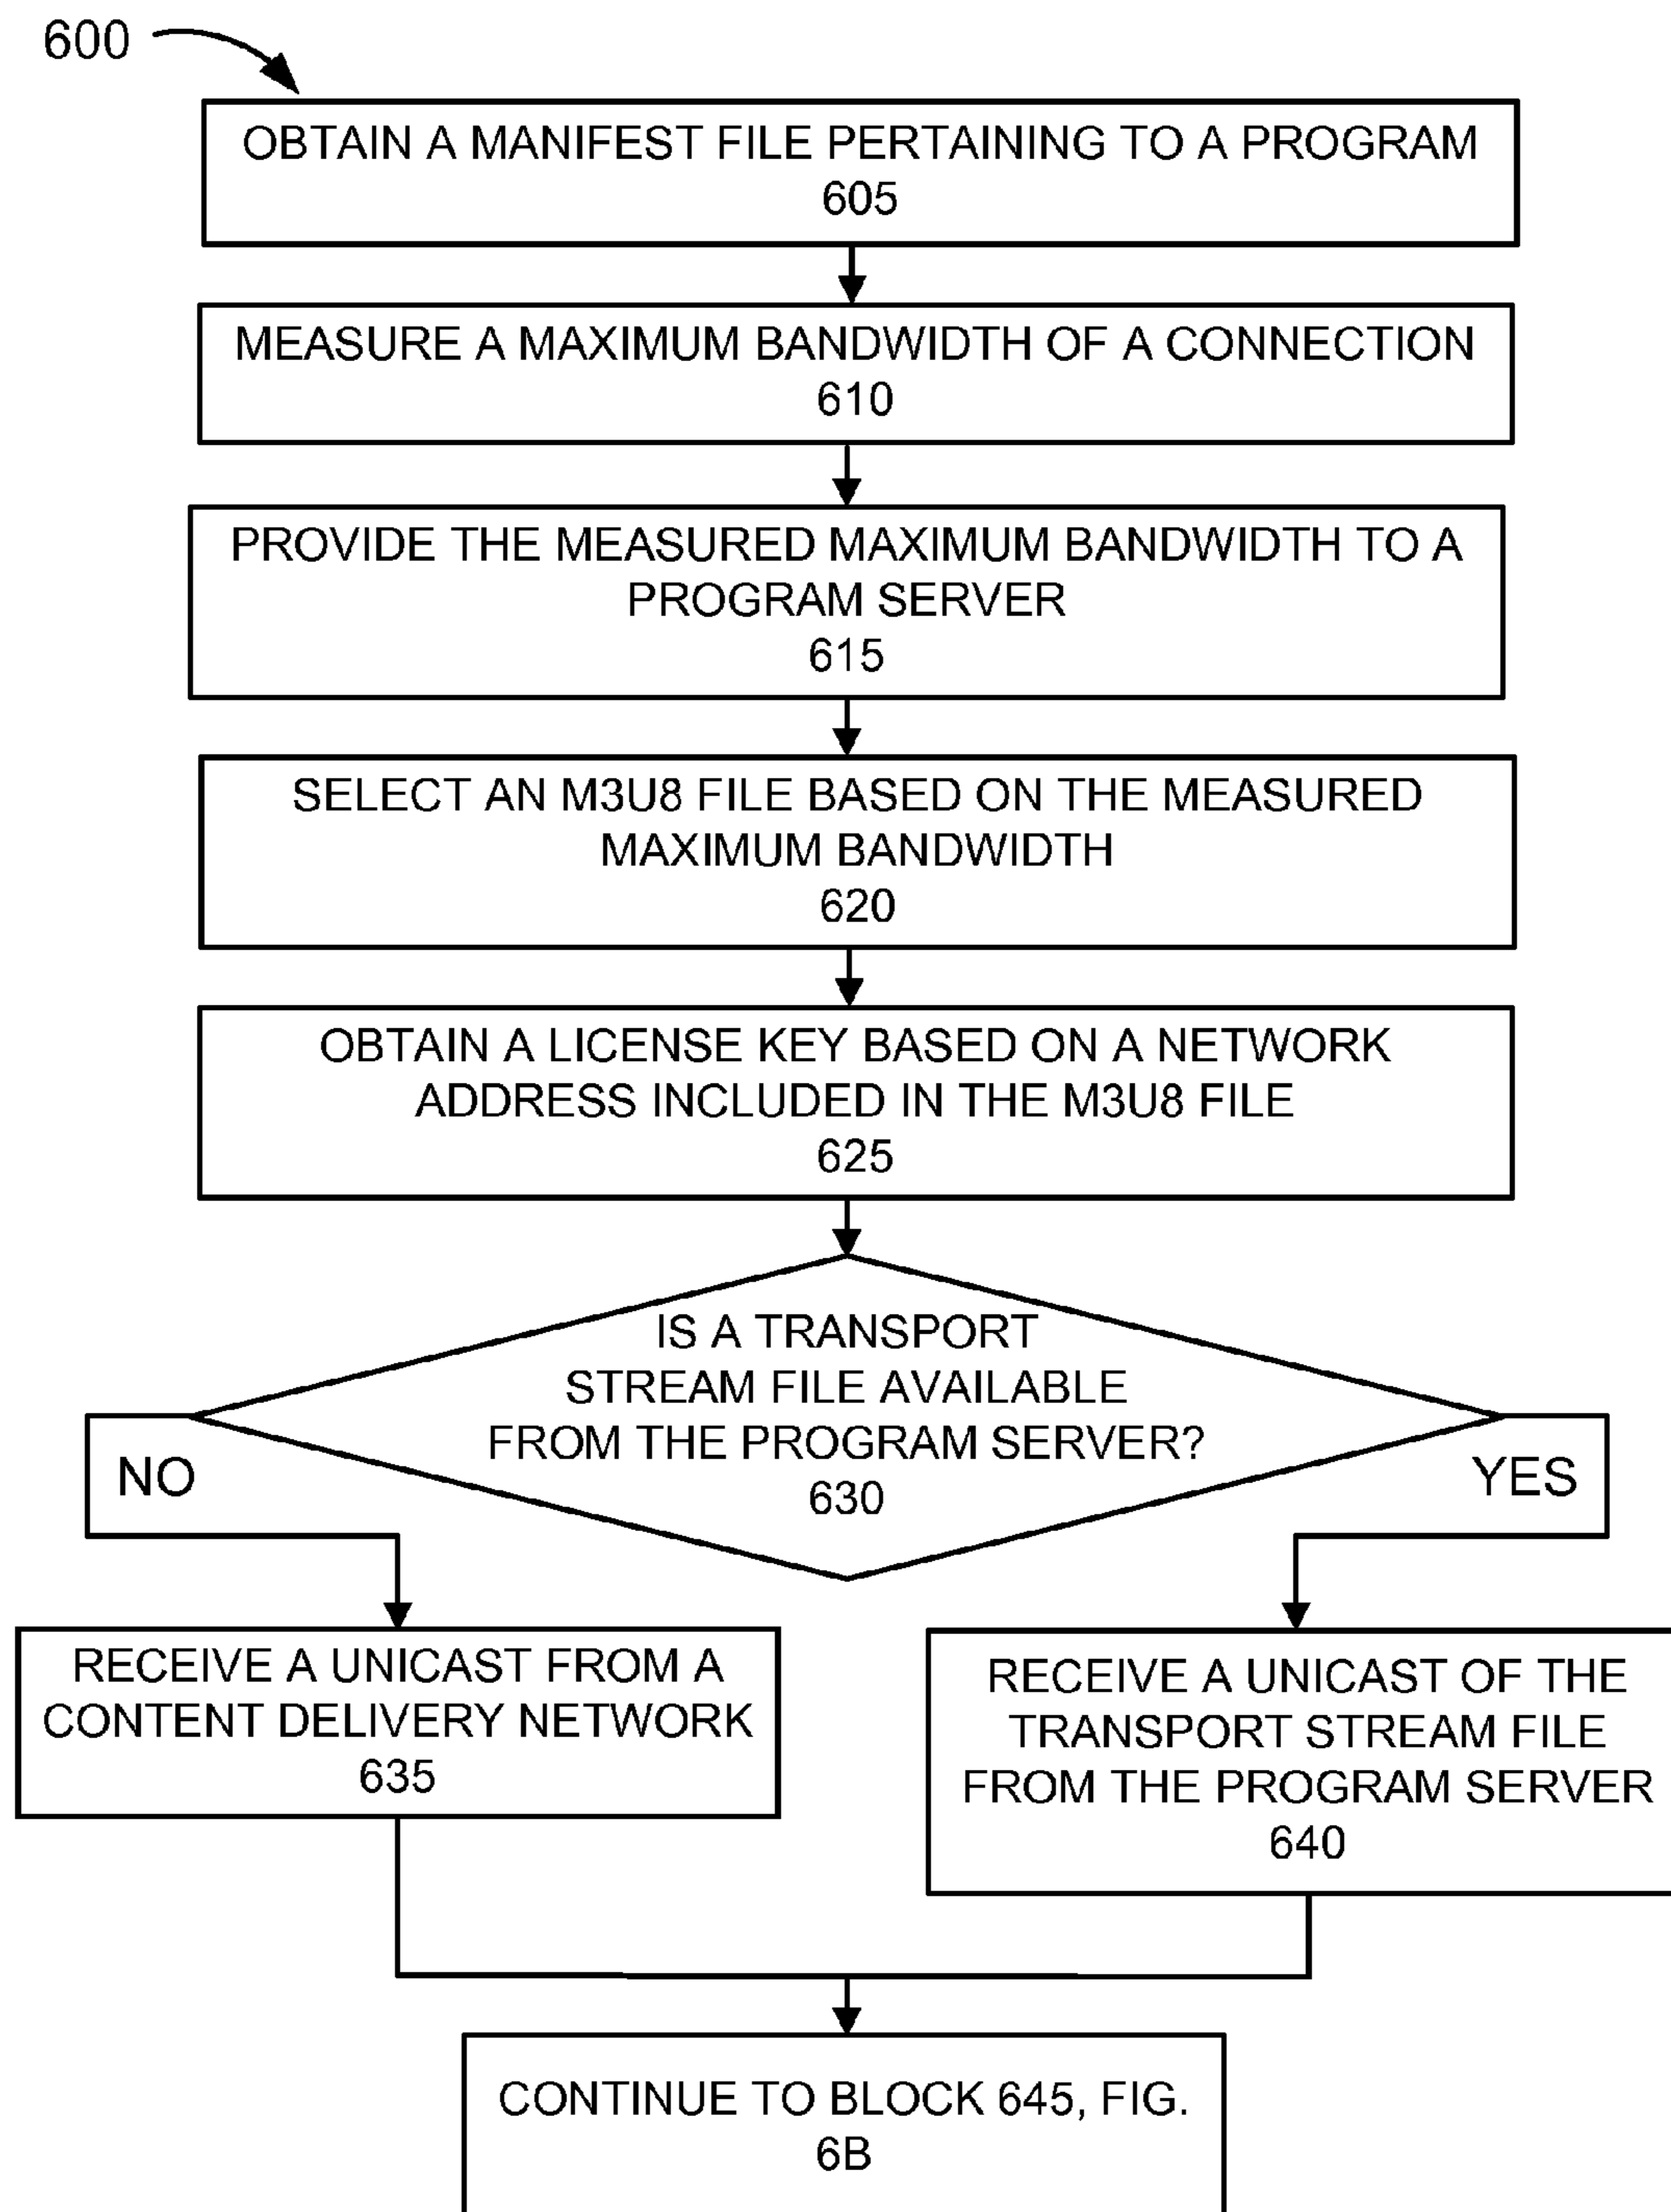 600
OBTAIN A MANIFEST FILE PERTAINING TO A PROGRAM
605
MEASURE A MAXIMUM BANDWIDTH OF A CONNECTION
610
PROVIDE THE MEASURED MAXIMUM BANDWIDTH TO A
PROGRAM SERVER
615
SELECT AN M3U8 FILE BASED ON THE MEASURED
MAXIMUM BANDWIDTH
620
OBTAIN A LICENSE KEY BASED ON A NETWORK
ADDRESS INCLUDED IN THE M3U8 FILE
625
IS A TRANSPORT
STREAM FILE AVAILABLE
FROM THE PROGRAM SERVER?
630
NO
YES
RECEIVE A UNICAST FROM A
CONTENT DELIVERY NETWORK
635
RECEIVE A UNICAST OF THE
TRANSPORT STREAM FILE
FROM THE PROGRAM SERVER
640
CONTINUE TO BLOCK 645, FIG.
6B